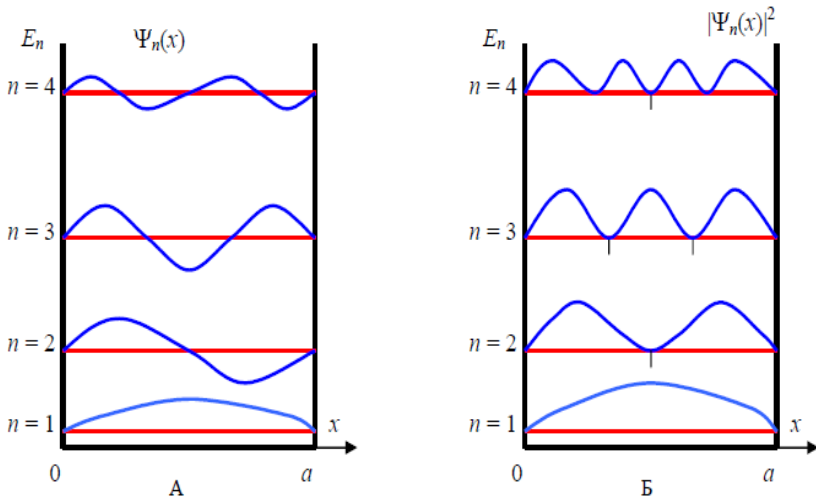 Eₙ Ψₙ(x)
n = 4
n = 3
n = 2
n = 1
x
0 a
А
Eₙ |Ψₙ(x)|²
n = 4
n = 3
n = 2
n = 1
x
0 a
Б